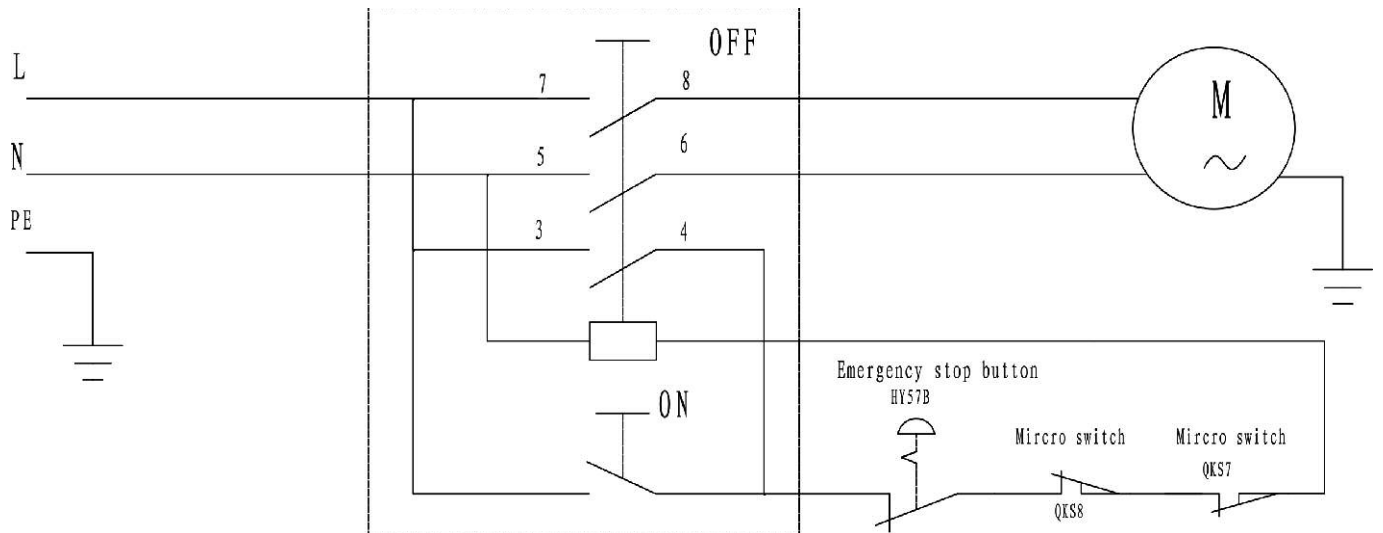 OFF
L
7 8
M
N
5 6
PE
3 4
Emergency stop button
HY57B
ON
Mircro switch
Mircro switch
QKS7
QKS8